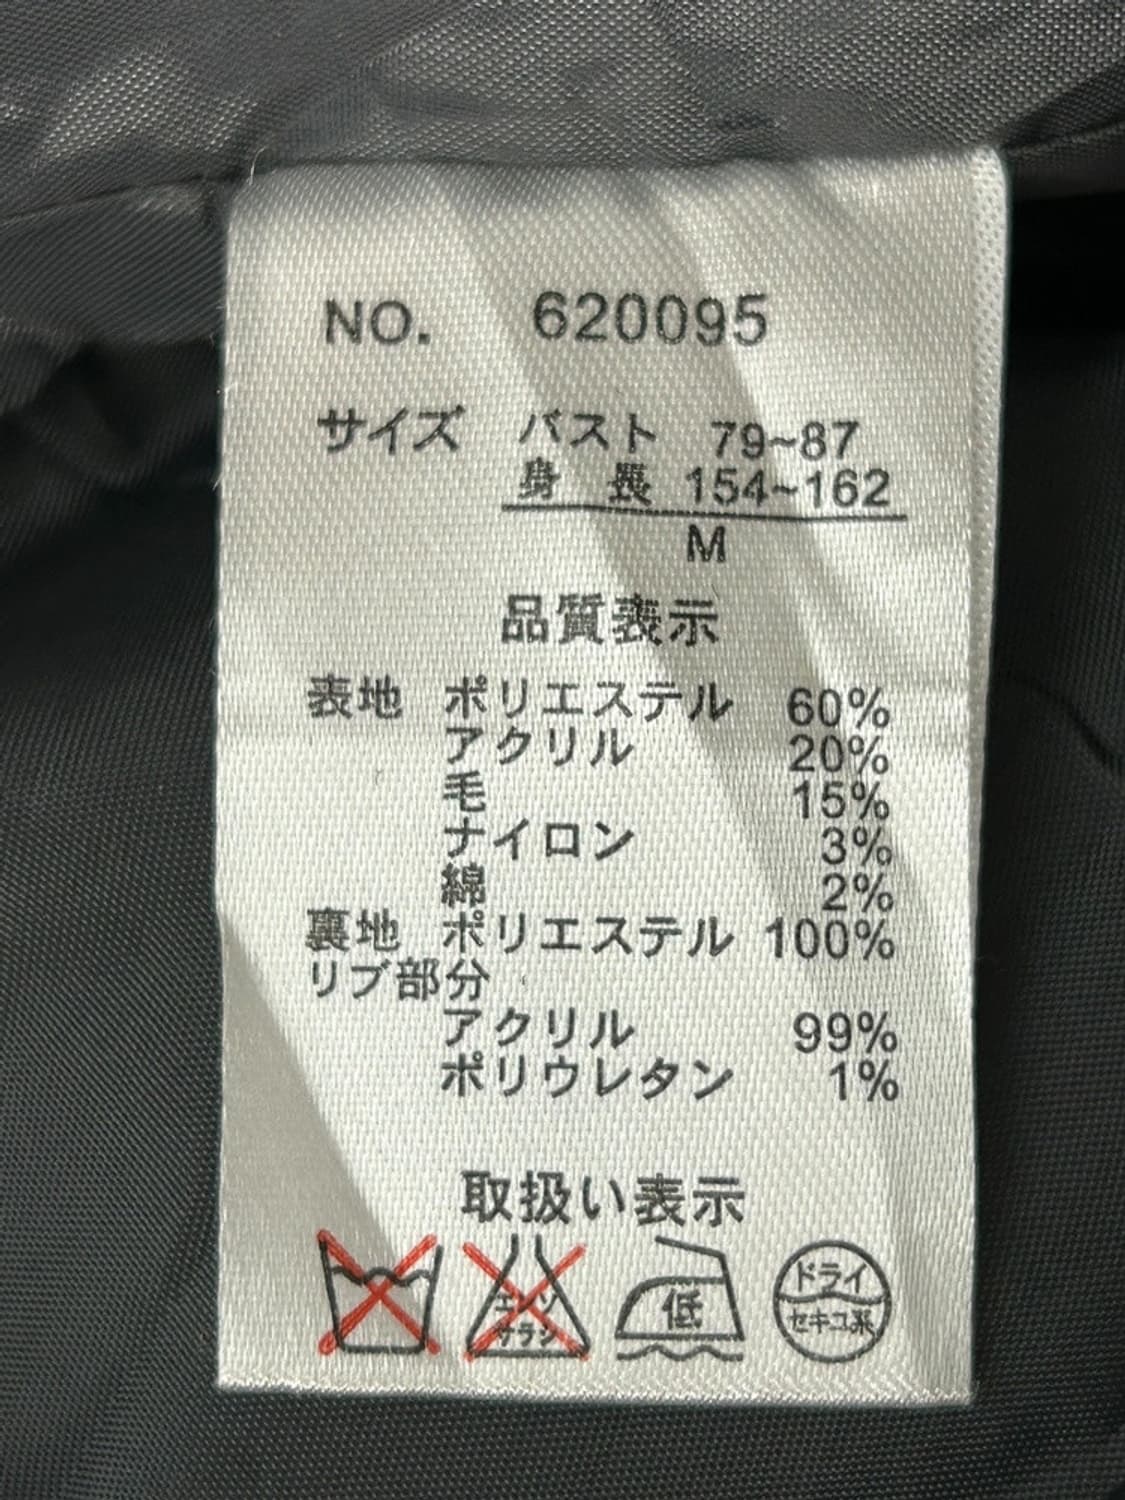 NO. 620095
サイズ バスト 79~87
身長 154~162
M
品質表示
表地 ポリエステル 60%
アクリル 20%
毛 15%
ナイロン 3%
綿 2%
裏地 ポリエステル 100%
リブ部分
アクリル 99%
ポリウレタン 1%
取扱い表示
エンソ
サラシ
低
ドライ
セキユ系